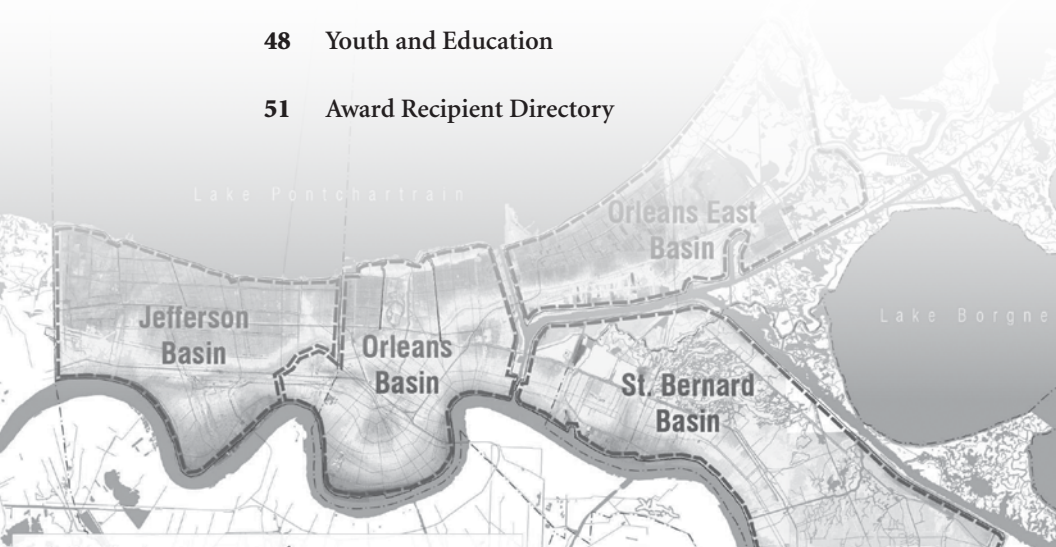 48 Youth and Education
51 Award Recipient Directory
Lake Pontchartrain
Orleans East
Basin
Lake Borgne
Jefferson
Basin
Orleans
Basin
St. Bernard
Basin